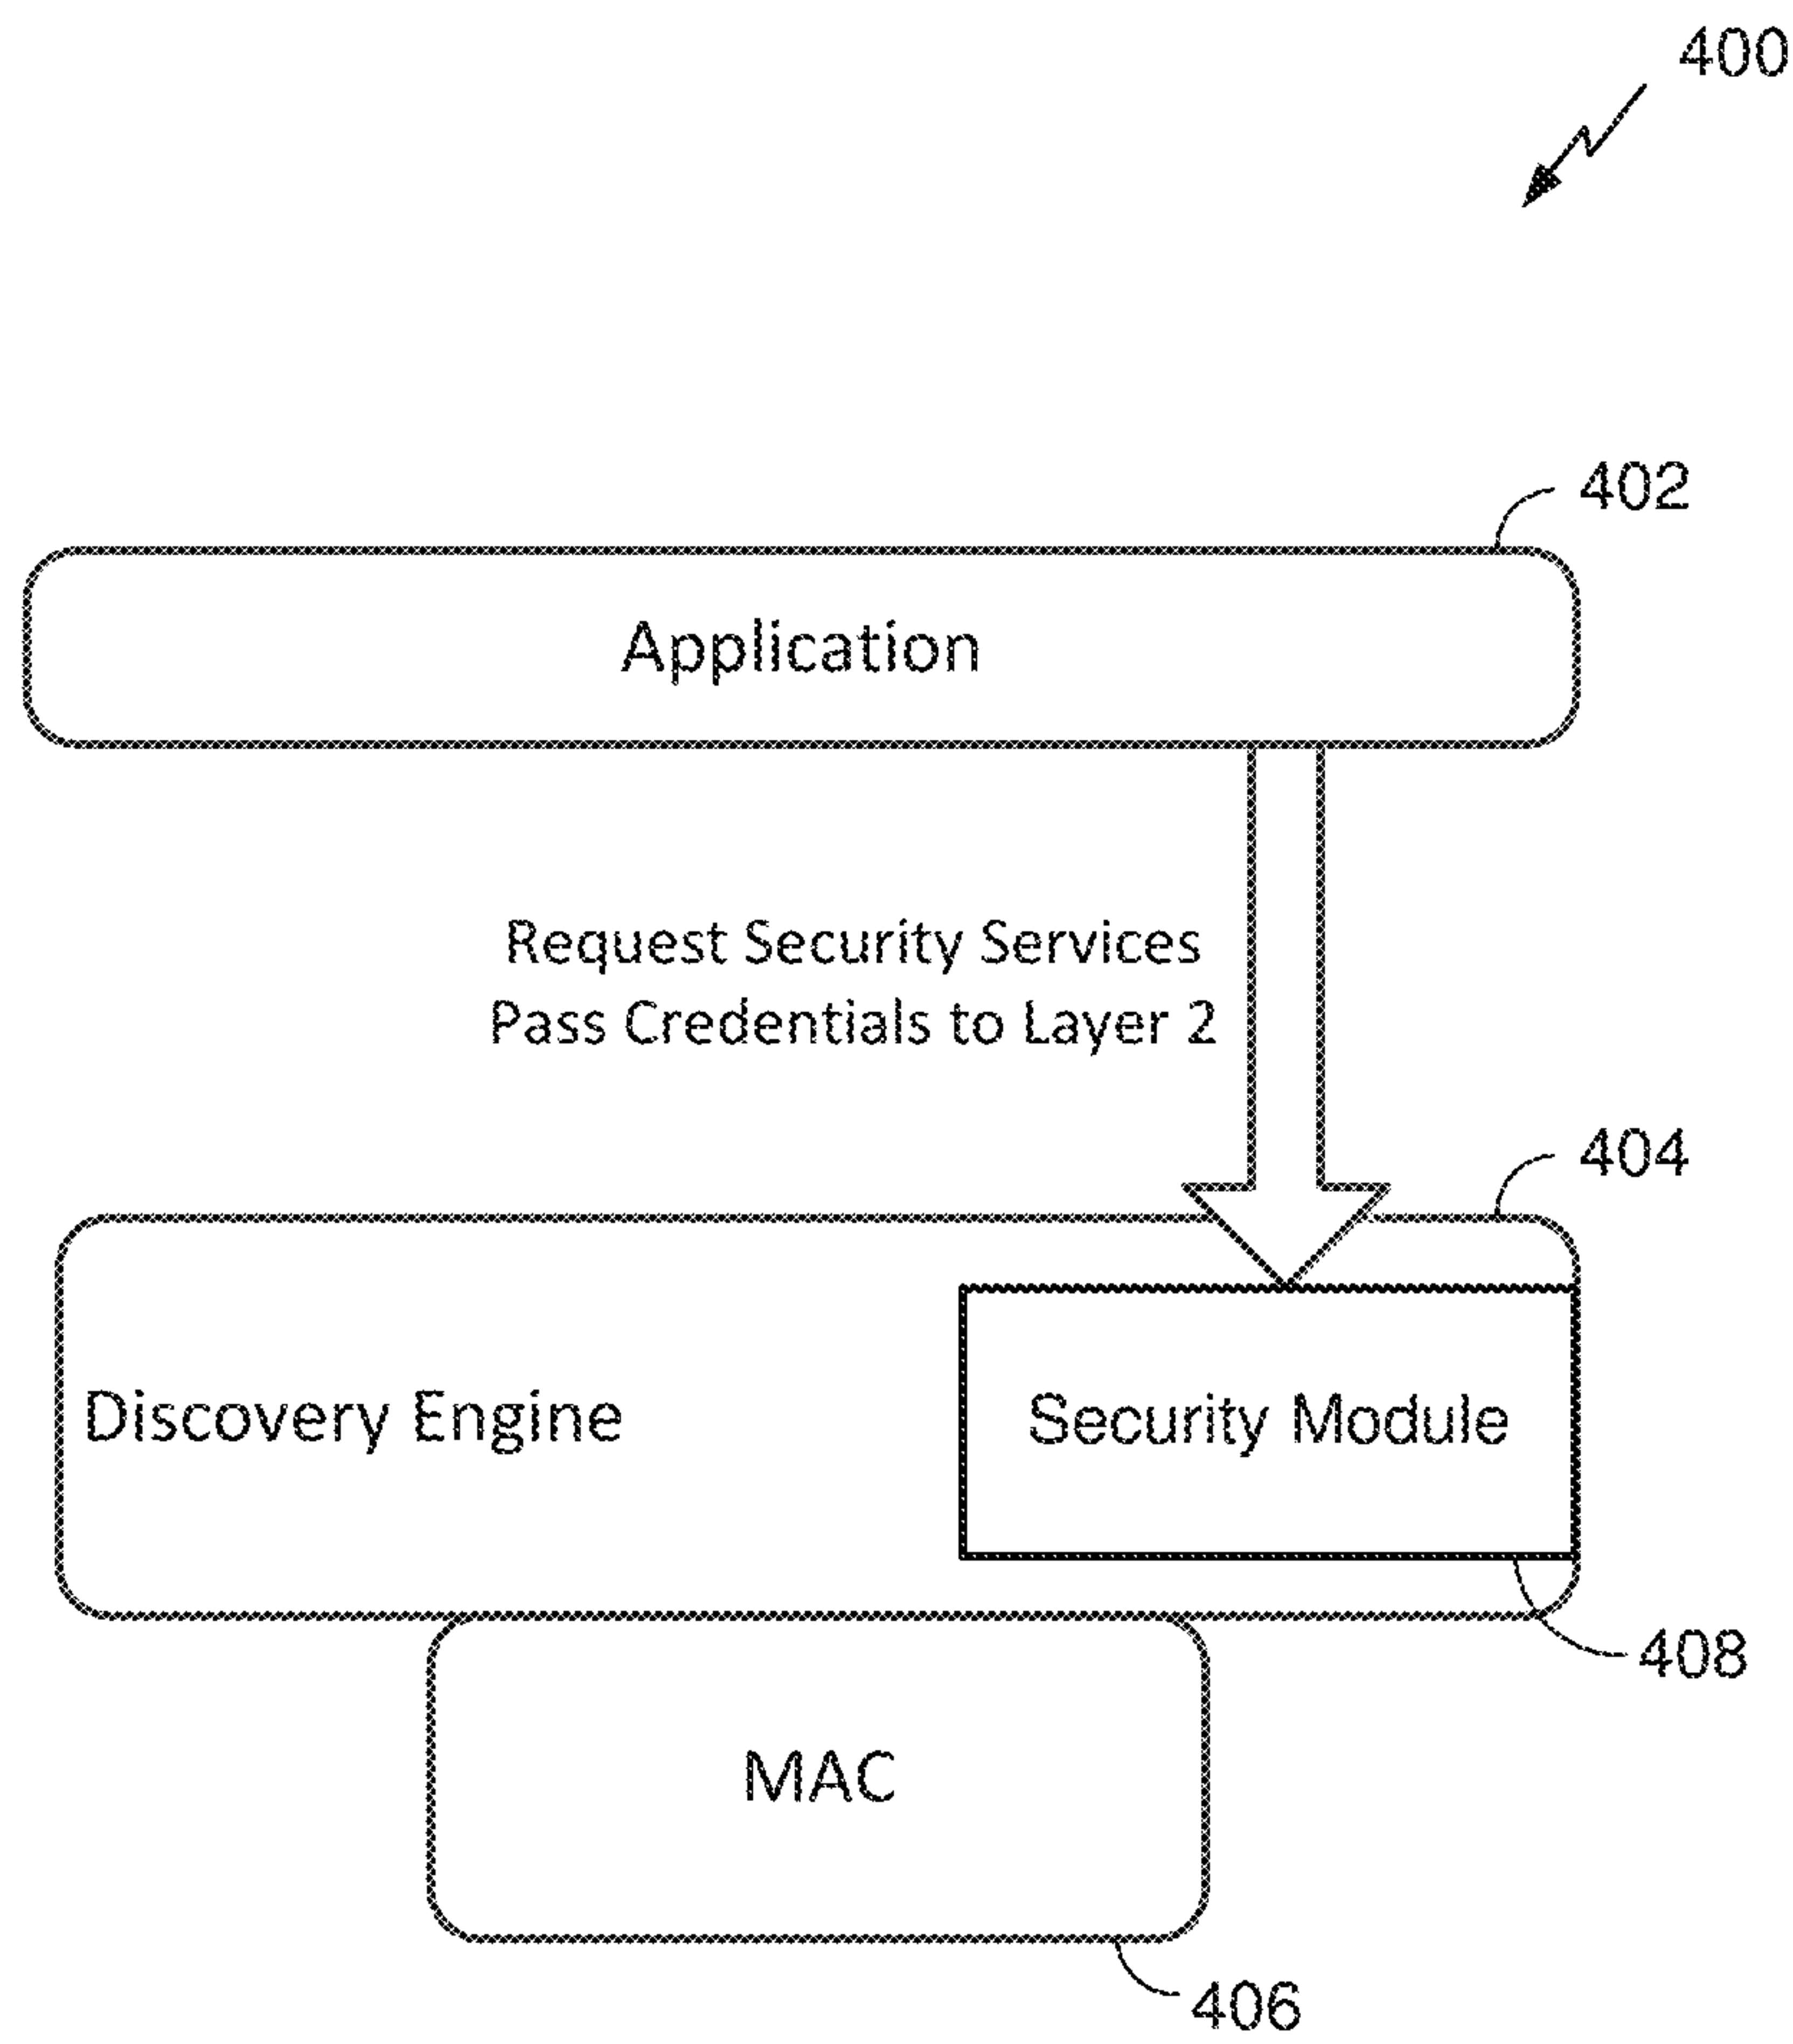 400
402
Application
Request Security Services
Pass Credentials to Layer 2
404
Discovery Engine
Security Module
408
MAC
406